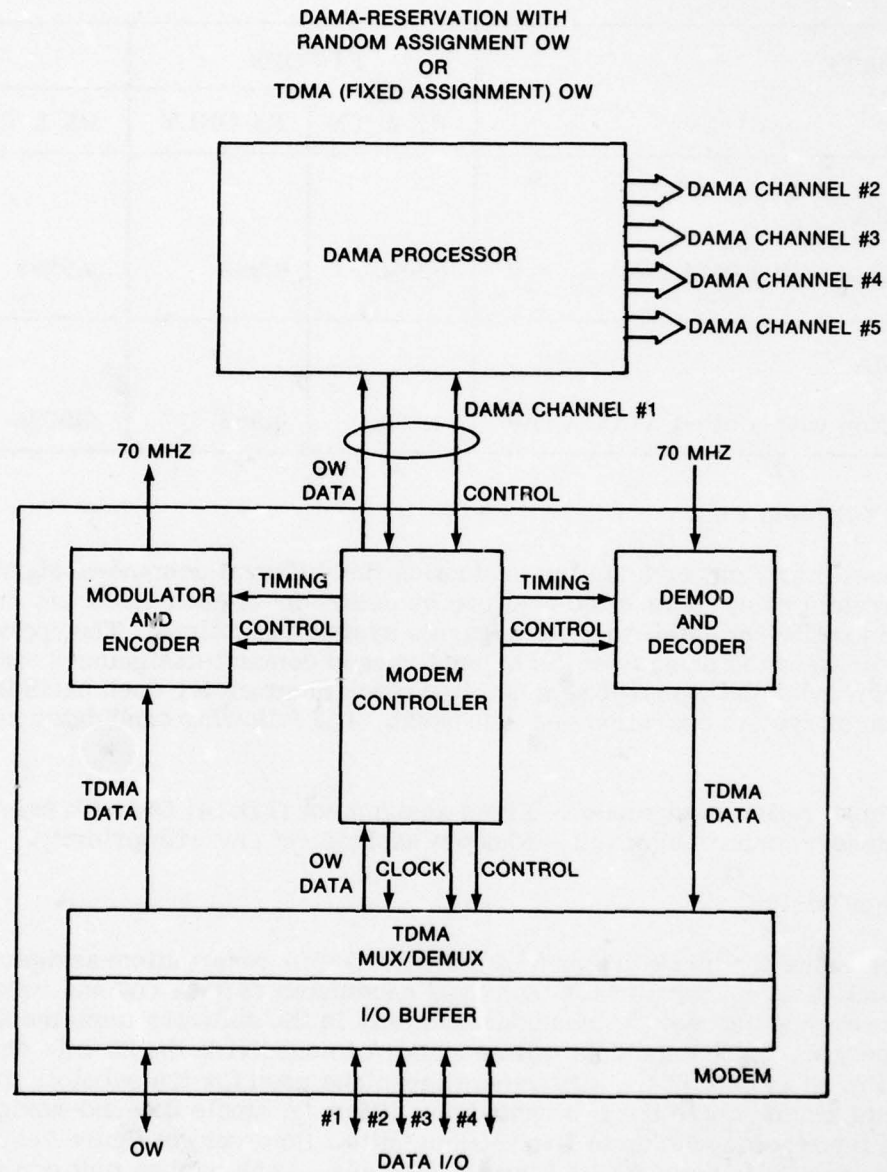 DAMA-RESERVATION WITH
RANDOM ASSIGNMENT OW
OR
TDMA (FIXED ASSIGNMENT) OW
DAMA PROCESSOR
DAMA CHANNEL #2
DAMA CHANNEL #3
DAMA CHANNEL #4
DAMA CHANNEL #5
DAMA CHANNEL #1
70 MHZ
OW
DATA
CONTROL
70 MHZ
MODULATOR
AND
ENCODER
TIMING
CONTROL
MODEM
CONTROLLER
TIMING
CONTROL
DEMOD
AND
DECODER
TDMA
DATA
OW
DATA
CLOCK
CONTROL
TDMA
DATA
TDMA
MUX/DEMUX
I/O BUFFER
MODEM
OW
#1
#2
#3
#4
DATA I/O